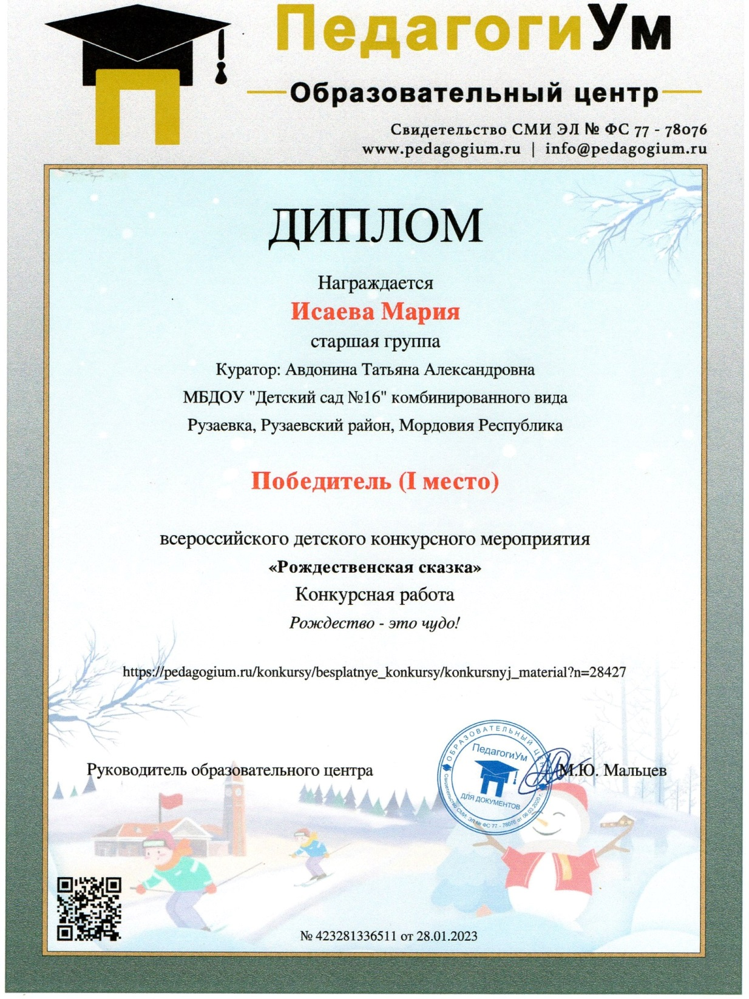 ПедагогиУм
Образовательный центр
Свидетельство СМИ ЭЛ № ФС 77 - 78076
www.pedagogium.ru | info@pedagogium.ru
ДИПЛОМ
Награждается
Исаева Мария
старшая группа
Куратор: Авдонина Татьяна Александровна
МБДОУ "Детский сад №16" комбинированного вида
Рузаевка, Рузаевский район, Мордовия Республика
Победитель (I место)
всероссийского детского конкурсного мероприятия
«Рождественская сказка»
Конкурсная работа
Рождество - это чудо!
https://pedagogium.ru/konkursy/besplatnye_konkursy/konkursnyj_material?n=28427
ОБРАЗОВАТЕЛЬНЫЙ ЦЕНТР
ПедагогиУм
ДЛЯ ДОКУМЕНТОВ
Свидетельство СМИ ЭЛ № ФС 77 - 78076 от 06.03.2020 г.
Руководитель образовательного центра
М.Ю. Мальцев
№ 423281336511 от 28.01.2023